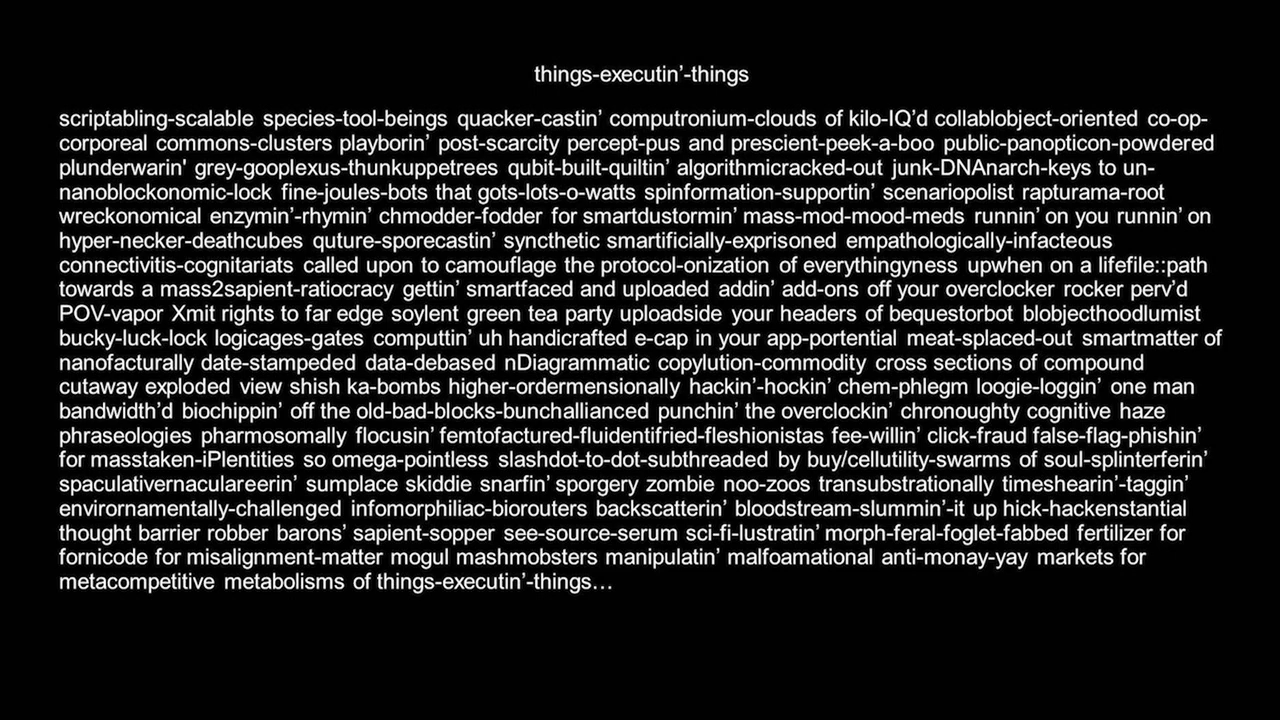 things-executin’-things
scriptabling-scalable species-tool-beings quacker-castin’ computronium-clouds of kilo-IQ’d collablobject-oriented co-op-
corporeal commons-clusters playborin’ post-scarcity percept-pus and prescient-peek-a-boo public-panopticon-powdered
plunderwarin' grey-gooplexus-thunkuppetrees qubit-built-quiltin’ algorithmicracked-out junk-DNAnarch-keys to un-
nanoblockonomic-lock fine-joules-bots that gots-lots-o-watts spinformation-supportin’ scenariopolist rapturama-root
wreckonomical enzymin’-rhymin’ chmodder-fodder for smartdustormin’ mass-mod-mood-meds runnin’ on you runnin’ on
hyper-necker-deathcubes quture-sporecastin’ syncthetic smartificially-exprisoned empathologically-infacteous
connectivitis-cognitariats called upon to camouflage the protocol-onization of everythingyness upwhen on a lifefile::path
towards a mass2sapient-ratiocracy gettin’ smartfaced and uploaded addin’ add-ons off your overclocker rocker perv’d
POV-vapor Xmit rights to far edge soylent green tea party uploadside your headers of bequestorbot blobjecthoodlumist
bucky-luck-lock logicages-gates computtin’ uh handicrafted e-cap in your app-portential meat-splaced-out smartmatter of
nanofacturally date-stampeded data-debased nDiagrammatic copylution-commodity cross sections of compound
cutaway exploded view shish ka-bombs higher-ordermensionally hackin’-hockin’ chem-phlegm loogie-loggin’ one man
bandwidth’d biochippin’ off the old-bad-blocks-bunchallianced punchin’ the overclockin’ chronoughty cognitive haze
phraseologies pharmosomally flocusin’ femtofactured-fluidentifried-fleshionistas fee-willin’ click-fraud false-flag-phishin’
for masstaken-iPlentities so omega-pointless slashdot-to-dot-subthreaded by buy/cellutility-swarms of soul-splinterferin’
spaculativernaculareerin’ sumplace skiddie snarfin’ sporgery zombie noo-zoos transubstrationally timeshearin’-taggin’
envirornamentally-challenged infomorphiliac-biorouters backscatterin’ bloodstream-slummin’-it up hick-hackenstantial
thought barrier robber barons’ sapient-sopper see-source-serum sci-fi-lustratin’ morph-feral-foglet-fabbed fertilizer for
fornicode for misalignment-matter mogul mashmobsters manipulatin’ malfoamational anti-monay-yay markets for
metacompetitive metabolisms of things-executin’-things…